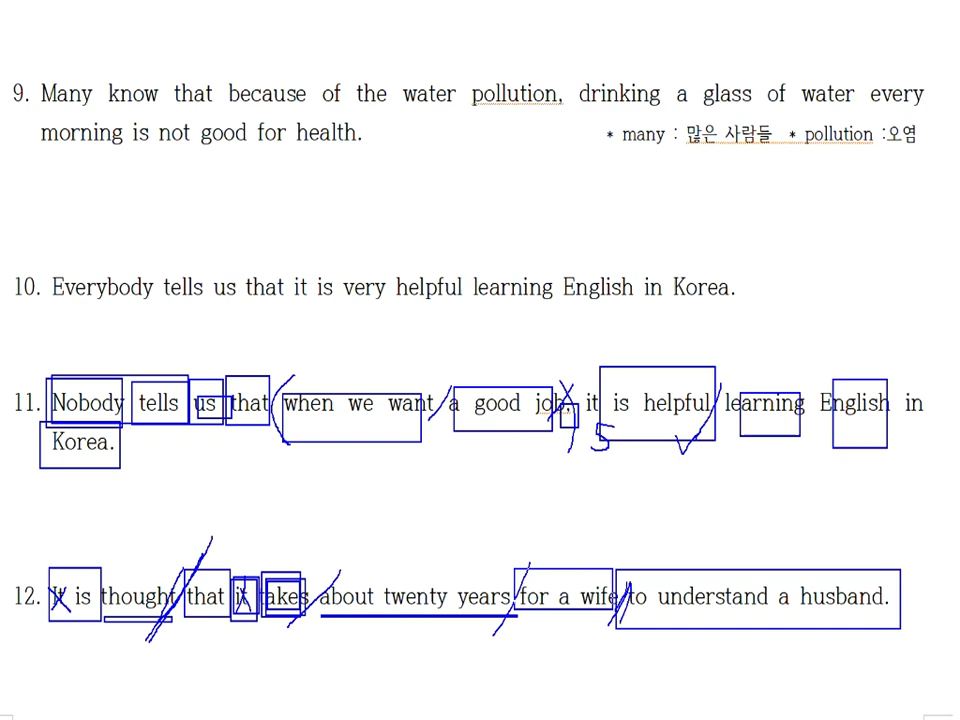 9. Many know that because of the water pollution, drinking a glass of water every
morning is not good for health. * many : 많은 사람들 * pollution :오염
10. Everybody tells us that it is very helpful learning English in Korea.
11. Nobody tells us that when we want a good job, it is helpful learning English in
Korea.
12. It is thought that it takes about twenty years for a wife to understand a husband.